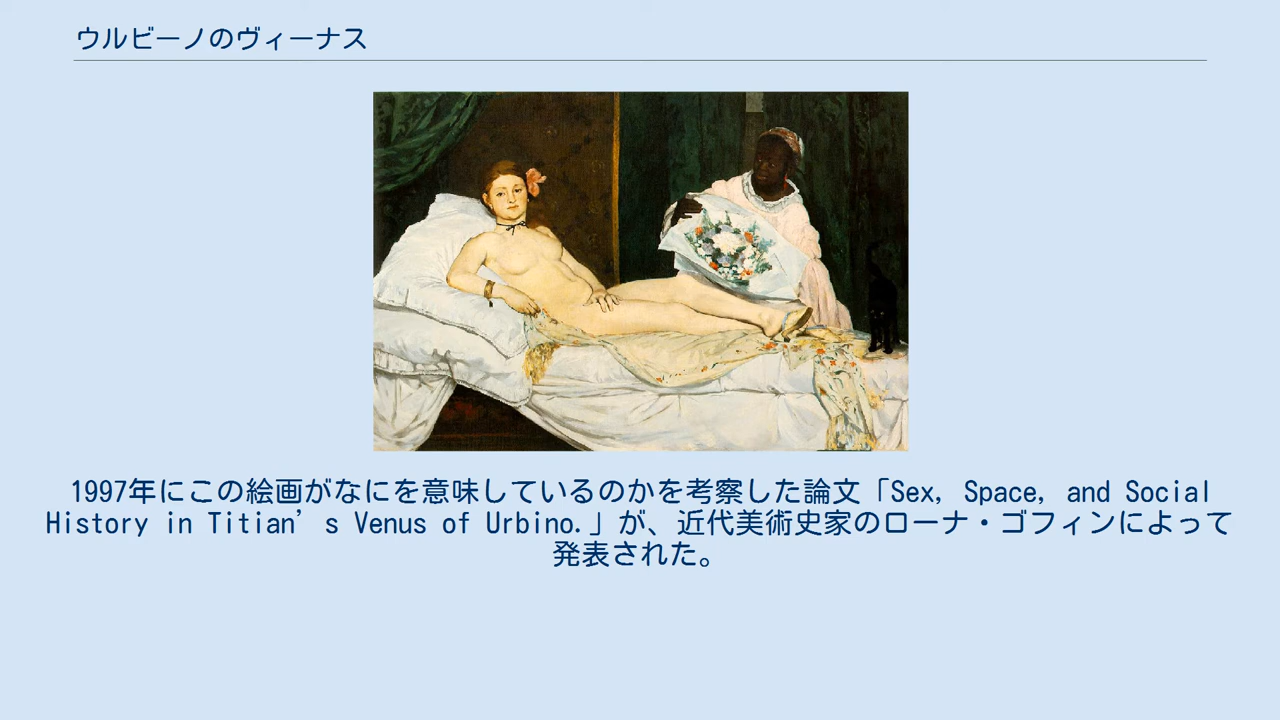 ウルビーノのヴィーナス
1997年にこの絵画がなにを意味しているのかを考察した論文「Sex, Space, and Social
History in Titian’s Venus of Urbino.」が、近代美術史家のローナ・ゴフィンによって
発表された。